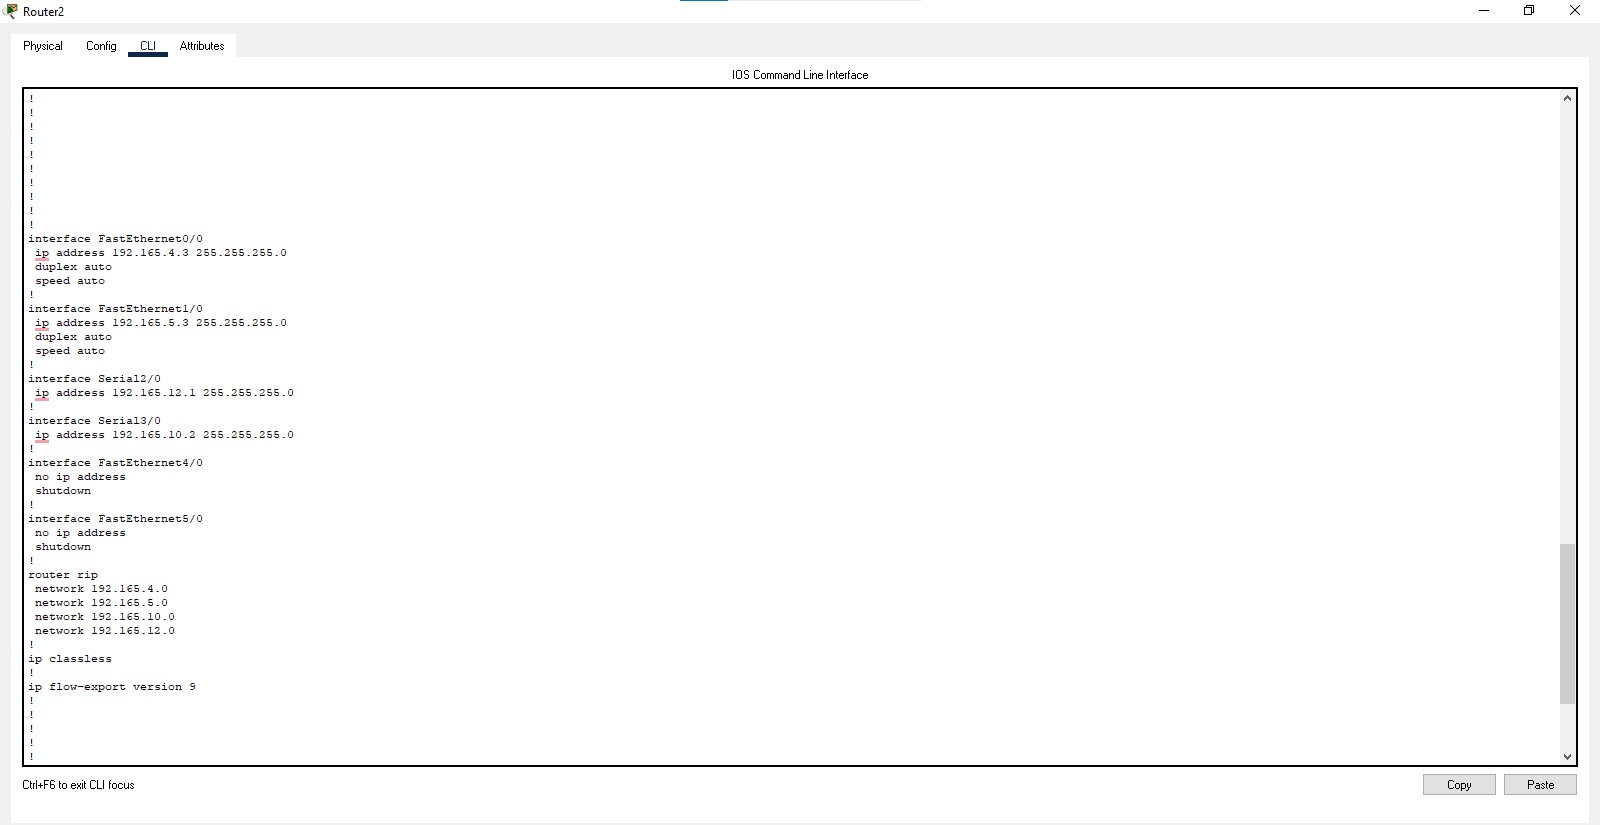 Router2
Physical Config CLI Attributes
IOS Command Line Interface
!
!
!
!
!
!
!
!
!
!
interface FastEthernet0/0
ip address 192.165.4.3 255.255.255.0
duplex auto
speed auto
!
interface FastEthernet1/0
ip address 192.165.5.3 255.255.255.0
duplex auto
speed auto
!
interface Serial2/0
ip address 192.165.12.1 255.255.255.0
!
interface Serial3/0
ip address 192.165.10.2 255.255.255.0
!
interface FastEthernet4/0
no ip address
shutdown
!
interface FastEthernet5/0
no ip address
shutdown
!
router rip
network 192.165.4.0
network 192.165.5.0
network 192.165.10.0
network 192.165.12.0
!
ip classless
!
ip flow-export version 9
!
!
!
!
!
Ctrl+F6 to exit CLI focus
Copy Paste